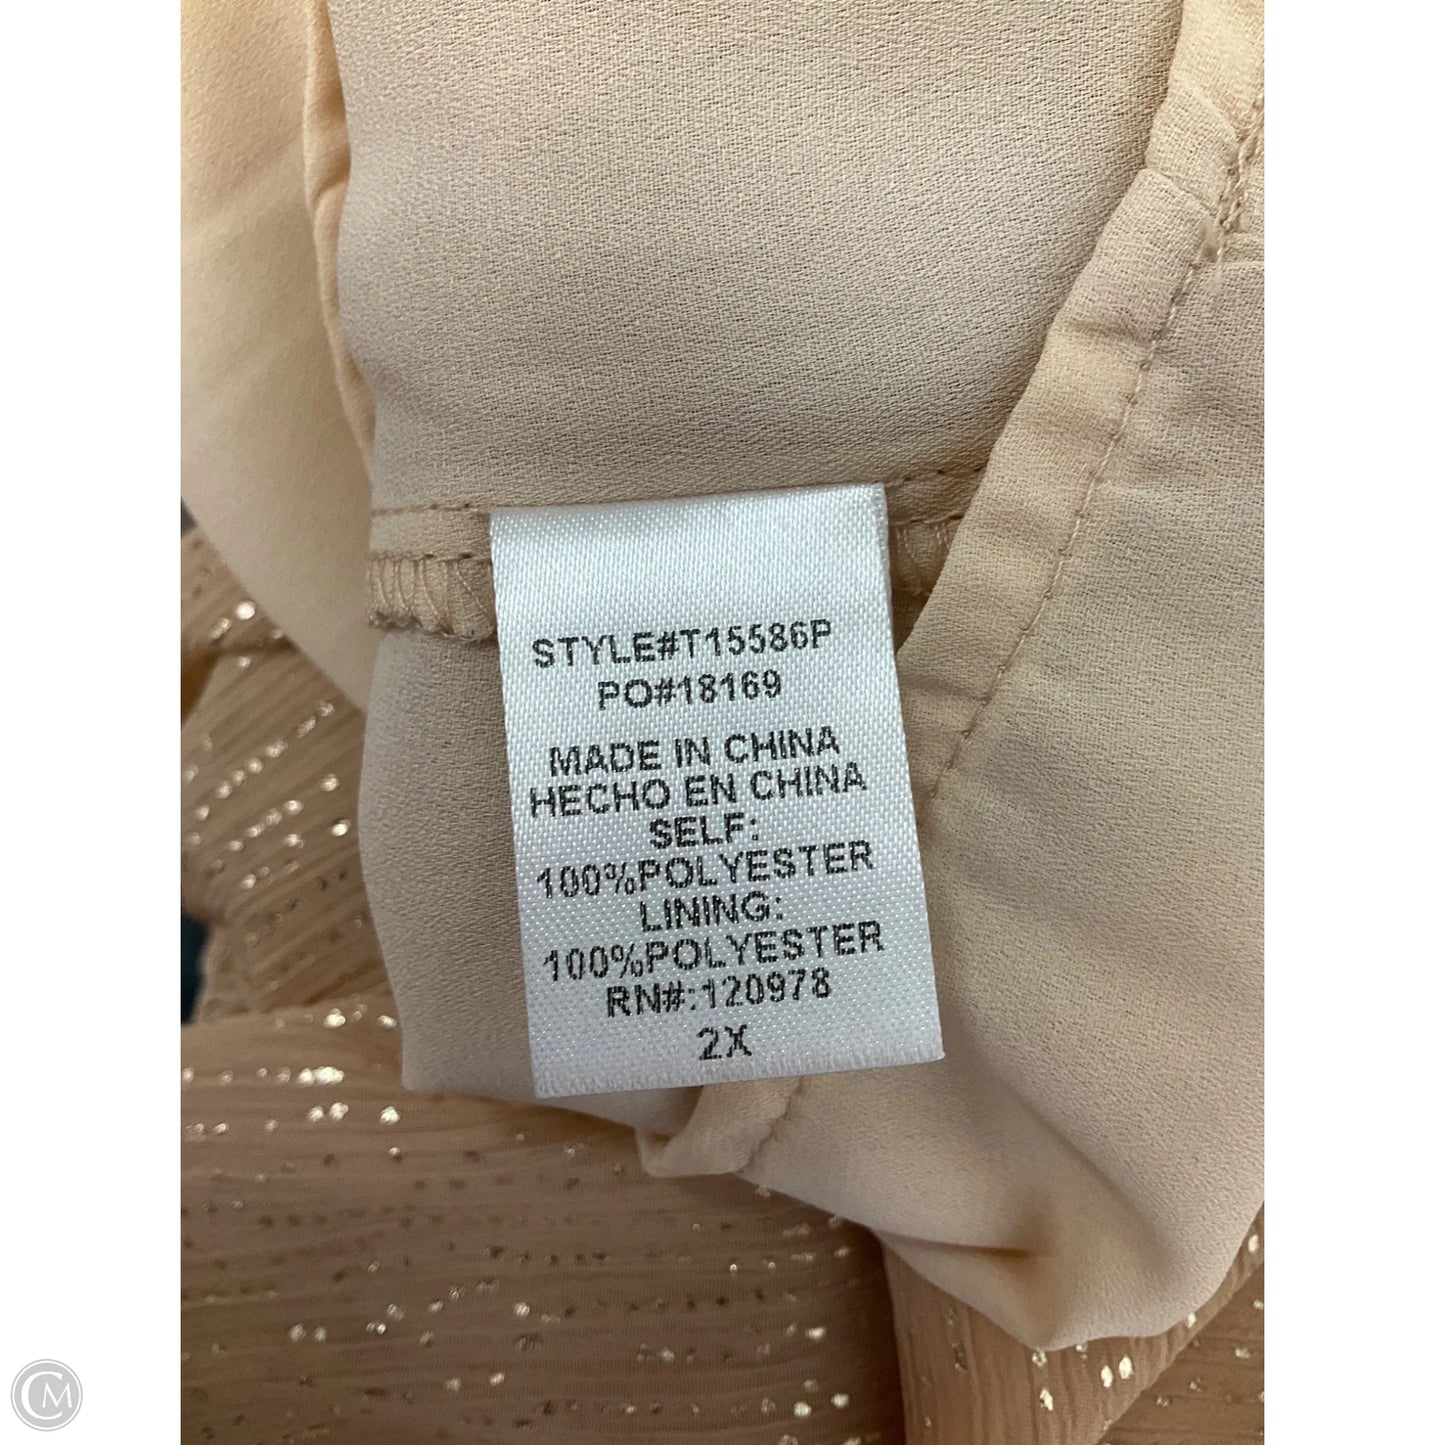 STYLE#T15586P
PO#18169
MADE IN CHINA
HECHO EN CHINA
SELF:
100%POLYESTER
LINING:
100%POLYESTER
RN#:120978
2X
CM